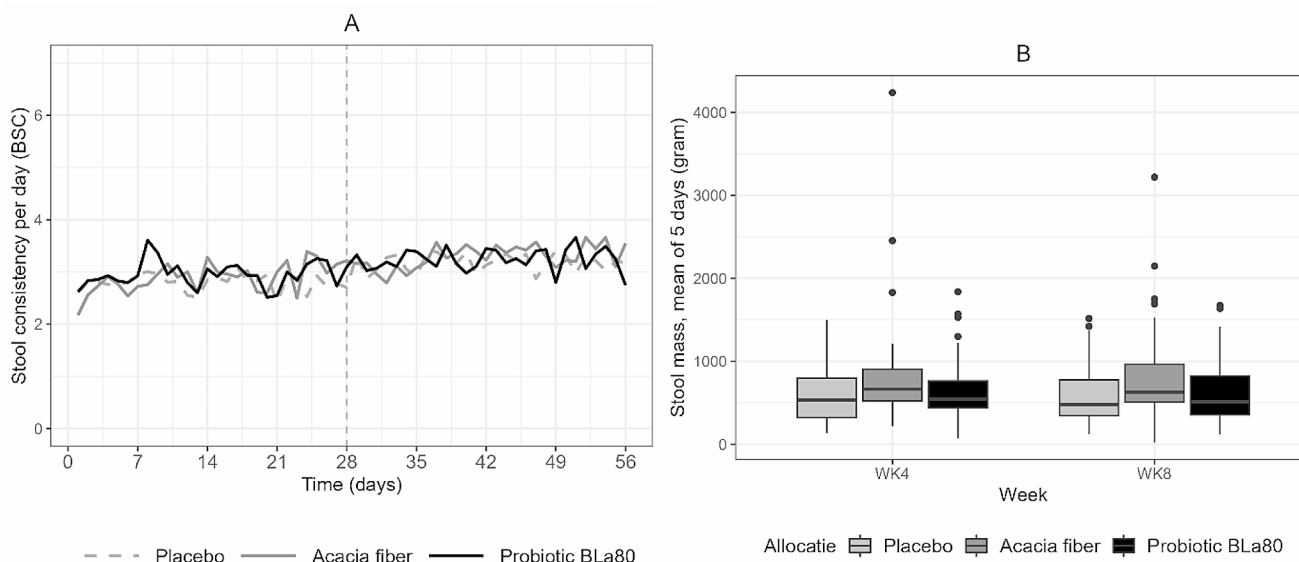 A
Stool consistency per day (BSC)
6
4
2
0
0 7 14 21 28 35 42 49 56
Time (days)
Placebo Acacia fiber Probiotic BLa80
B
Stool mass, mean of 5 days (gram)
4000
3000
2000
1000
0
WK4 WK8
Week
Allocatie Placebo Acacia fiber Probiotic BLa80